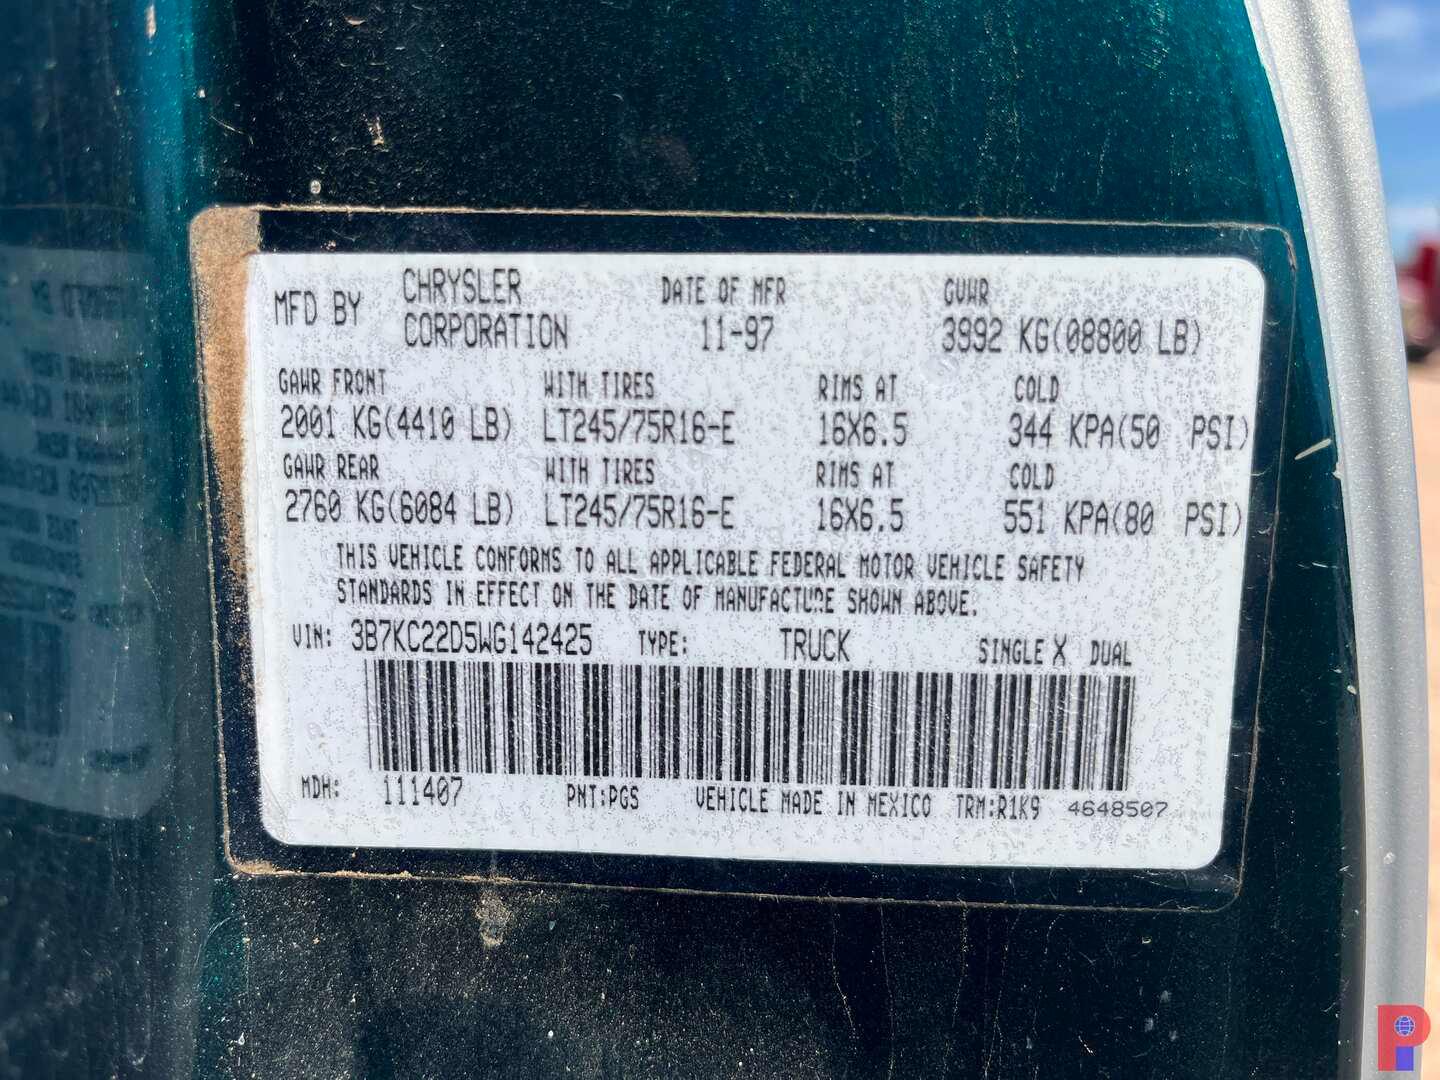 MFD BY CHRYSLER CORPORATION DATE OF MFR 11-97 GVWR 3992 KG(08800 LB)
GAWR FRONT WITH TIRES RIMS AT COLD
2001 KG(4410 LB) LT245/75R16-E 16X6.5 344 KPA(50 PSI)
GAWR REAR WITH TIRES RIMS AT COLD
2760 KG(6084 LB) LT245/75R16-E 16X6.5 551 KPA(80 PSI)
THIS VEHICLE CONFORMS TO ALL APPLICABLE FEDERAL MOTOR VEHICLE SAFETY
STANDARDS IN EFFECT ON THE DATE OF MANUFACTURE SHOWN ABOVE.
VIN: 3B7KC22D5WG142425 TYPE: TRUCK SINGLE X DUAL
MDH: 111407 PNT:PGS VEHICLE MADE IN MEXICO TRM:R1K9 4648507